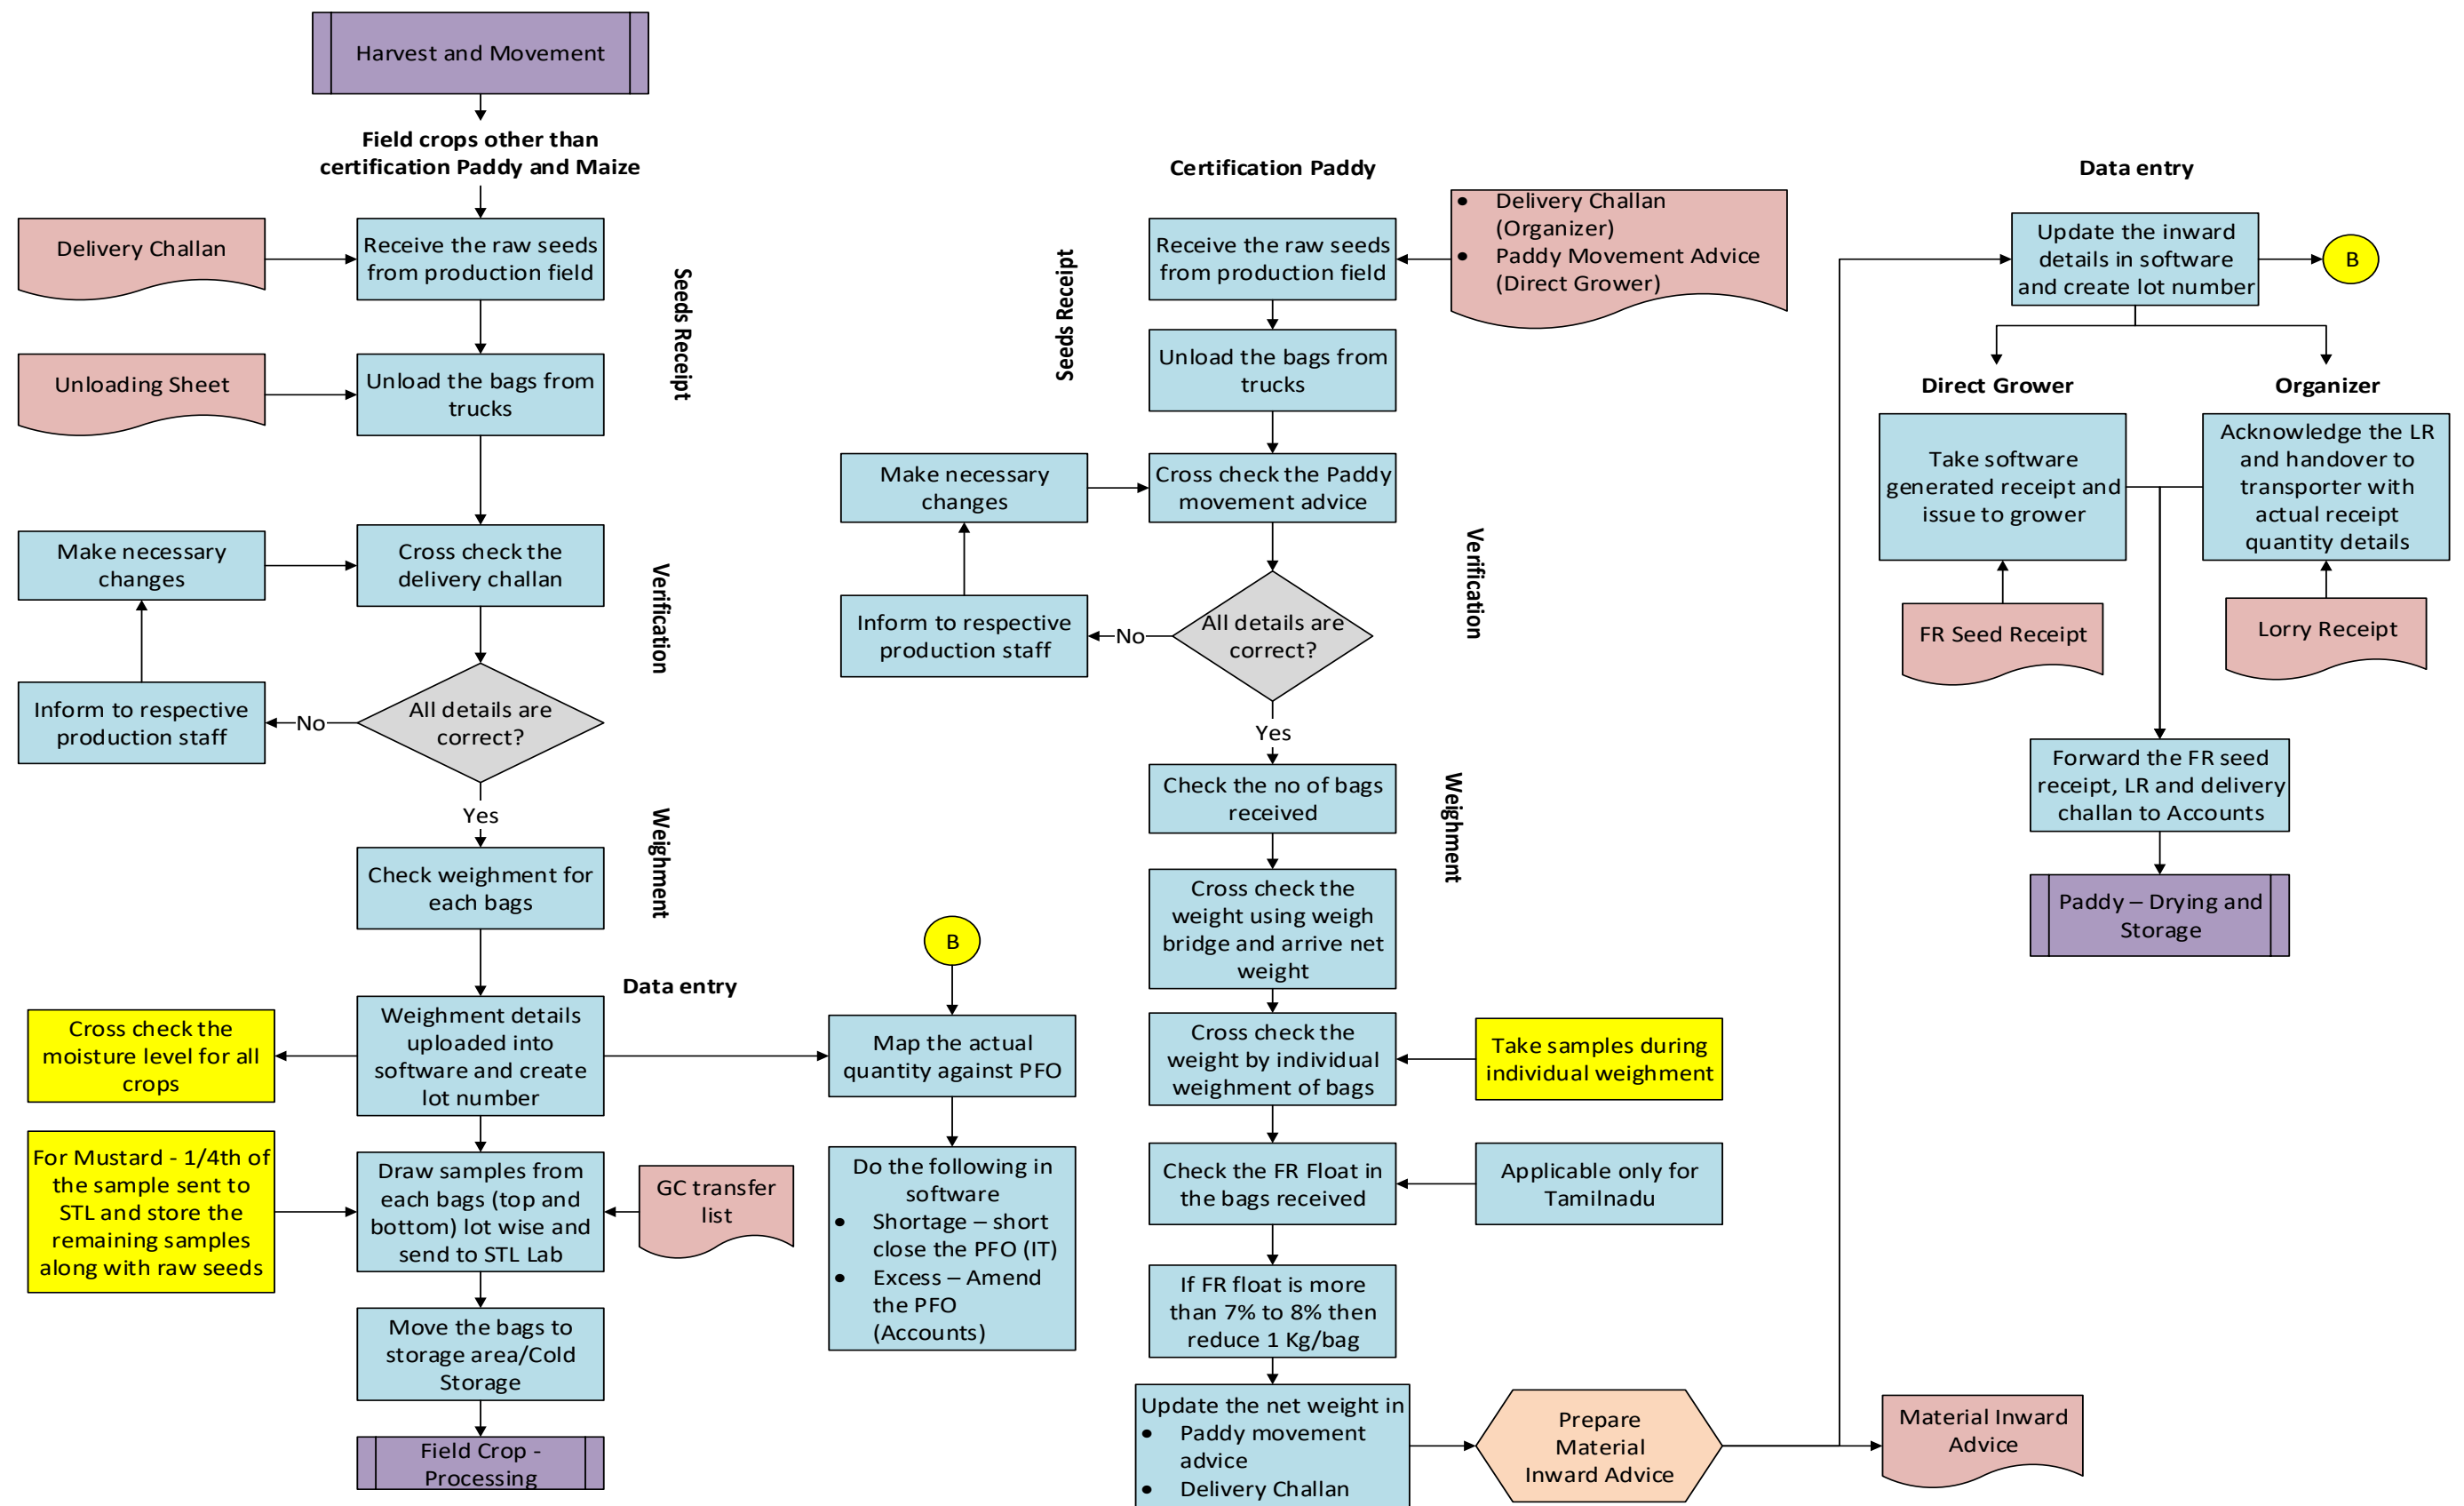 Harvest and Movement
Field crops other than
certification Paddy and Maize
Delivery Challan
Receive the raw seeds
from production field
Seeds Receipt
Unloading Sheet
Unload the bags from
trucks
Make necessary
changes
Cross check the
delivery challan
Verification
Inform to respective
production staff
No
All details are
correct?
Yes
Weighment
Check weighment for
each bags
Data entry
Cross check the
moisture level for all
crops
Weighment details
uploaded into
software and create
lot number
B
Map the actual
quantity against PFO
Do the following in
software
• Shortage – short
close the PFO (IT)
• Excess – Amend
the PFO
(Accounts)
For Mustard - 1/4th of
the sample sent to
STL and store the
remaining samples
along with raw seeds
Draw samples from
each bags (top and
bottom) lot wise and
send to STL Lab
GC transfer
list
Move the bags to
storage area/Cold
Storage
Field Crop -
Processing
Certification Paddy
Seeds Receipt
Receive the raw seeds
from production field
• Delivery Challan
(Organizer)
• Paddy Movement Advice
(Direct Grower)
Unload the bags from
trucks
Make necessary
changes
Cross check the Paddy
movement advice
Verification
Inform to respective
production staff
No
All details are
correct?
Yes
Check the no of bags
received
Weighment
Cross check the
weight using weigh
bridge and arrive net
weight
Cross check the
weight by individual
weighment of bags
Take samples during
individual weighment
Check the FR Float in
the bags received
Applicable only for
Tamilnadu
If FR float is more
than 7% to 8% then
reduce 1 Kg/bag
Update the net weight in
• Paddy movement
advice
• Delivery Challan
Prepare
Material
Inward Advice
Material Inward
Advice
Data entry
Update the inward
details in software
and create lot number
B
Direct Grower
Organizer
Take software
generated receipt and
issue to grower
Acknowledge the LR
and handover to
transporter with
actual receipt
quantity details
FR Seed Receipt
Lorry Receipt
Forward the FR seed
receipt, LR and delivery
challan to Accounts
Paddy – Drying and
Storage